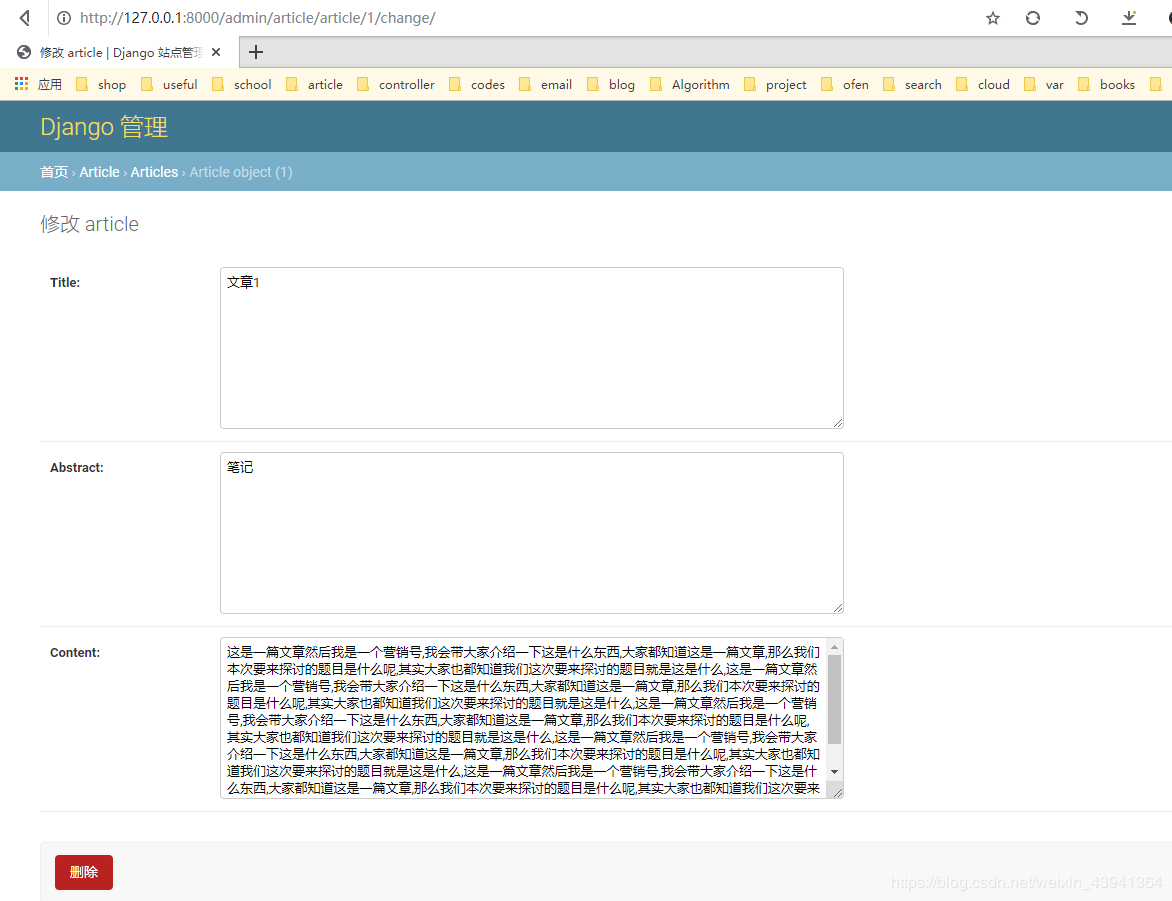 http://127.0.0.1:8000/admin/article/article/1/change/
修改 article | Django 站点管理
应用 shop useful school article controller codes email blog Algorithm project ofen search cloud var books
Django 管理
首页 › Article › Articles › Article object (1)
修改 article
Title:
文章1
Abstract:
笔记
Content:
这是一篇文章然后我是一个营销号,我会带大家介绍一下这是什么东西,大家都知道这是一篇文章,那么我们
本次要来探讨的题目是什么呢,其实大家也都知道我们这次要来探讨的题目就是这是什么,这是一篇文章然
后我是一个营销号,我会带大家介绍一下这是什么东西,大家都知道这是一篇文章,那么我们本次要来探讨的
题目是什么呢,其实大家也都知道我们这次要来探讨的题目就是这是什么,这是一篇文章然后我是一个营销
号,我会带大家介绍一下这是什么东西,大家都知道这是一篇文章,那么我们本次要来探讨的题目是什么呢,
其实大家也都知道我们这次要来探讨的题目就是这是什么,这是一篇文章然后我是一个营销号,我会带大家
介绍一下这是什么东西,大家都知道这是一篇文章,那么我们本次要来探讨的题目是什么呢,其实大家也都知
道我们这次要来探讨的题目就是这是什么,这是一篇文章然后我是一个营销号,我会带大家介绍一下这是什
么东西,大家都知道这是一篇文章,那么我们本次要来探讨的题目是什么呢,其实大家也都知道我们这次要来
删除
https://blog.csdn.net/weixin_43941364